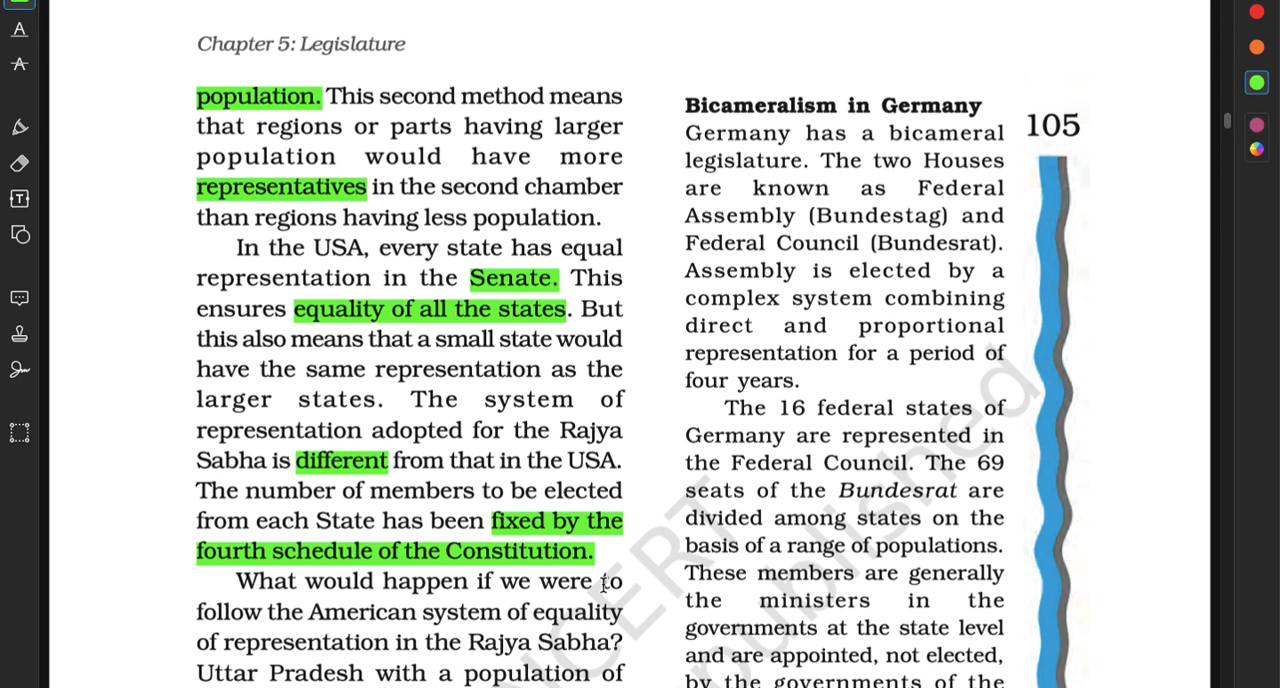 Chapter 5: Legislature
population. This second method means
that regions or parts having larger
population would have more
representatives in the second chamber
than regions having less population.
In the USA, every state has equal
representation in the Senate. This
ensures equality of all the states. But
this also means that a small state would
have the same representation as the
larger states. The system of
representation adopted for the Rajya
Sabha is different from that in the USA.
The number of members to be elected
from each State has been fixed by the
fourth schedule of the Constitution.
What would happen if we were to
follow the American system of equality
of representation in the Rajya Sabha?
Uttar Pradesh with a population of
Bicameralism in Germany
Germany has a bicameral
legislature. The two Houses
are known as Federal
Assembly (Bundestag) and
Federal Council (Bundesrat).
Assembly is elected by a
complex system combining
direct and proportional
representation for a period of
four years.
The 16 federal states of
Germany are represented in
the Federal Council. The 69
seats of the Bundesrat are
divided among states on the
basis of a range of populations.
These members are generally
the ministers in the
governments at the state level
and are appointed, not elected,
by the governments of the
105
NCERT
published